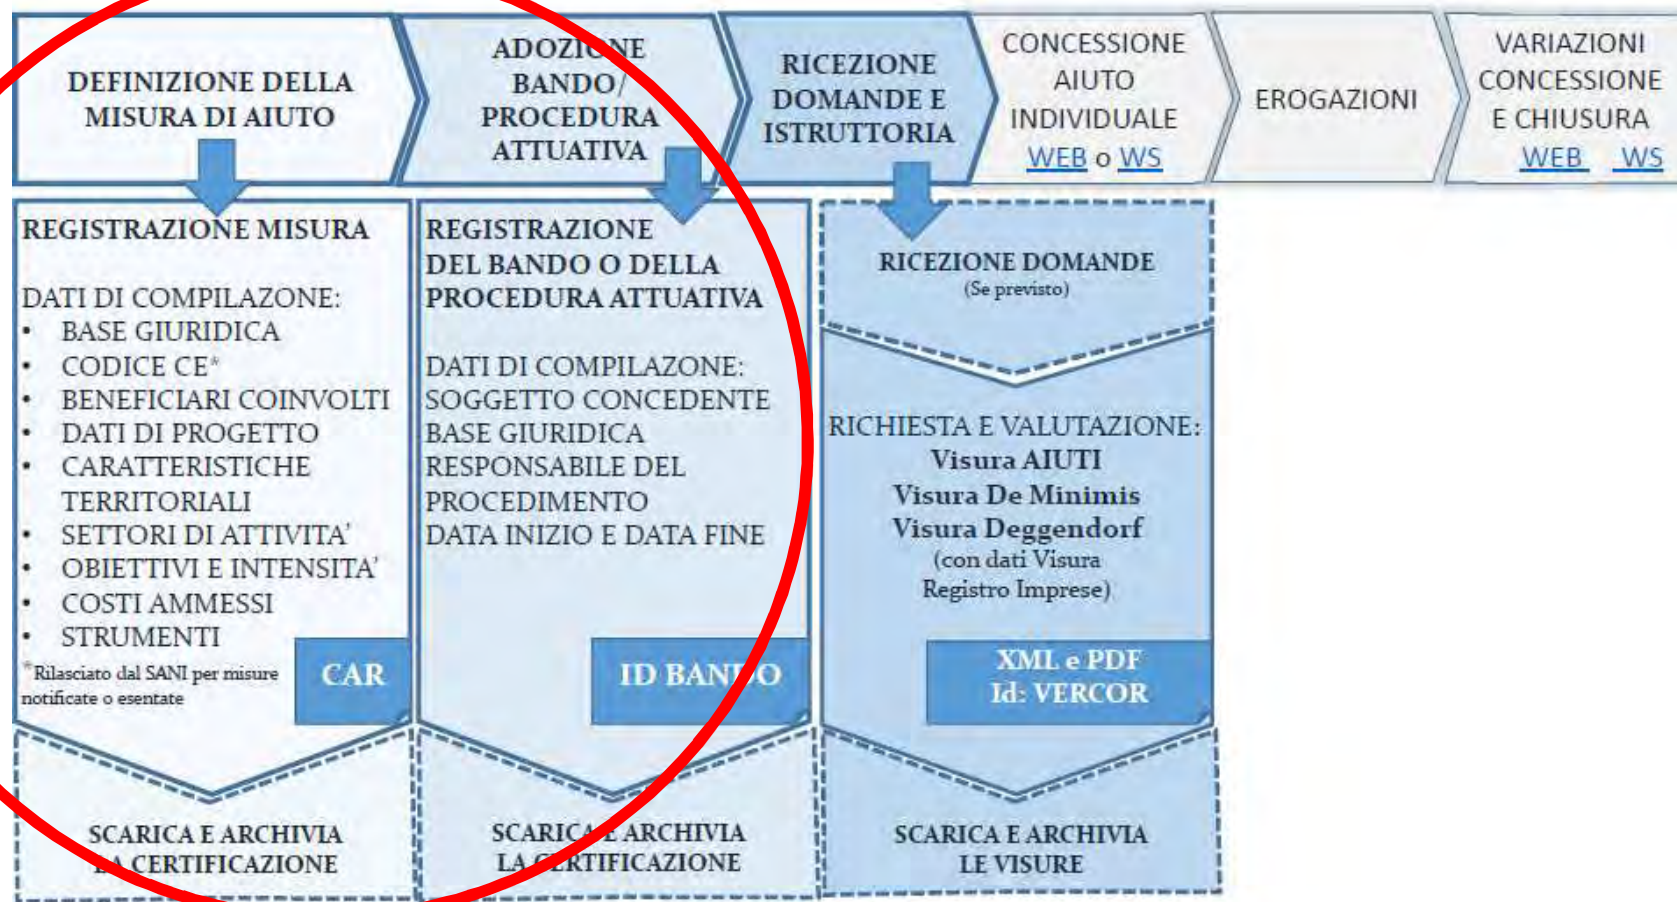 DEFINIZIONE DELLA
MISURA DI AIUTO
ADOZIONE
BANDO/
PROCEDURA
ATTUATIVA
RICEZIONE
DOMANDE E
ISTRUTTORIA
CONCESSIONE
AIUTO
INDIVIDUALE
WEB o WS
EROGAZIONI
VARIAZIONI
CONCESSIONE
E CHIUSURA
WEB WS
REGISTRAZIONE MISURA
DATI DI COMPILAZONE:
• BASE GIURIDICA
• CODICE CE*
• BENEFICIARI COINVOLTI
• DATI DI PROGETTO
• CARATTERISTICHE
TERRITORIALI
• SETTORI DI ATTIVITA’
• OBIETTIVI E INTENSITA’
• COSTI AMMESSI
• STRUMENTI
*Rilasciato dal SANI per misure
notificate o esentate
CAR
SCARICA E ARCHIVIA
LA CERTIFICAZIONE
REGISTRAZIONE
DEL BANDO O DELLA
PROCEDURA ATTUATIVA
DATI DI COMPILAZONE:
SOGGETTO CONCEDENTE
BASE GIURIDICA
RESPONSABILE DEL
PROCEDIMENTO
DATA INIZIO E DATA FINE
ID BANDO
SCARICA E ARCHIVIA
LA CERTIFICAZIONE
RICEZIONE DOMANDE
(Se previsto)
RICHIESTA E VALUTAZIONE:
Visura AIUTI
Visura De Minimis
Visura Deggendorf
(con dati Visura
Registro Imprese)
XML e PDF
Id: VERCOR
SCARICA E ARCHIVIA
LE VISURE